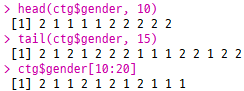 > head(ctg$gender, 10)
[1] 2 1 1 1 1 2 2 2 2 2
> tail(ctg$gender, 15)
[1] 2 1 2 1 2 2 2 1 1 1 2 2 1 2 2
> ctg$gender[10:20]
[1] 2 1 1 2 1 2 1 2 1 1 1